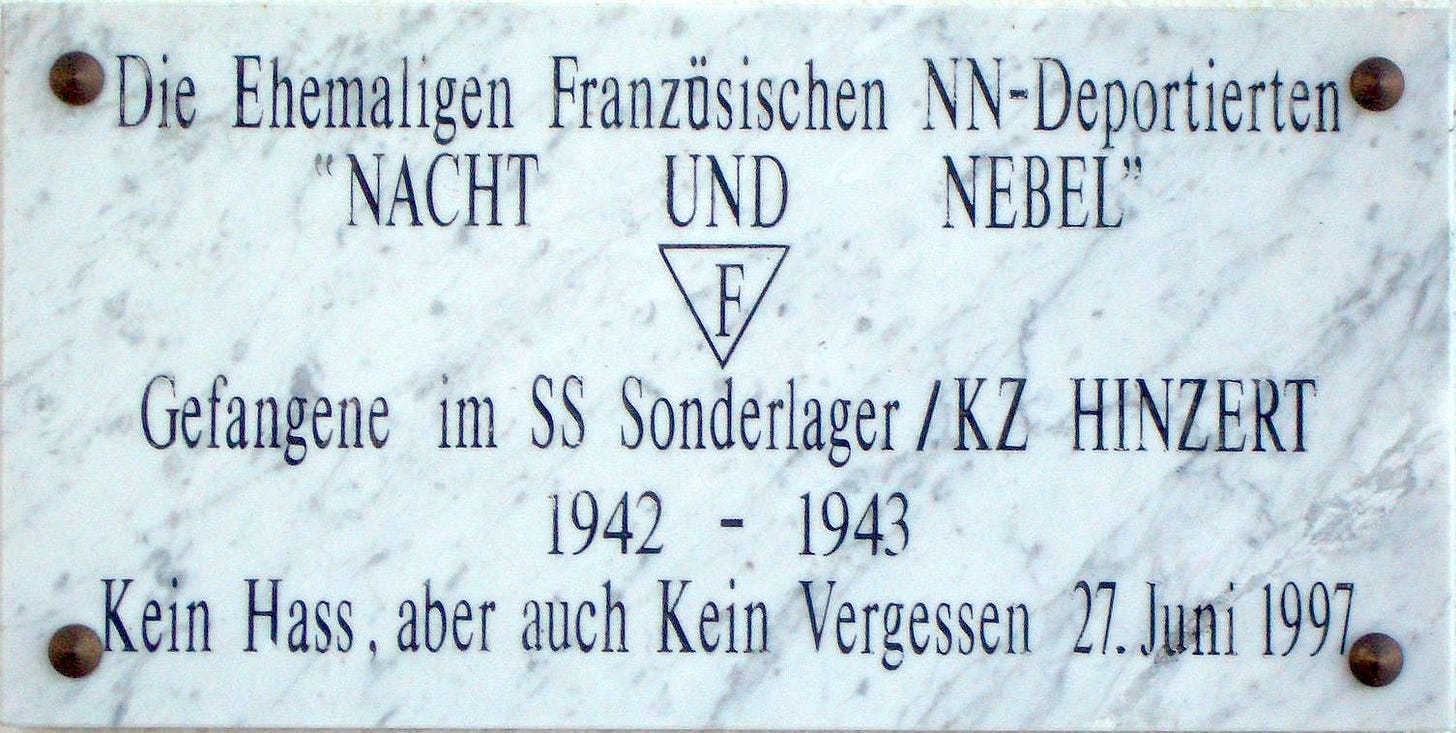 Die Ehemaligen Französischen NN-Deportierten
"NACHT UND NEBEL"
F
Gefangene im SS Sonderlager / KZ HINZERT
1942 - 1943
Kein Hass, aber auch Kein Vergessen 27. Juni 1997